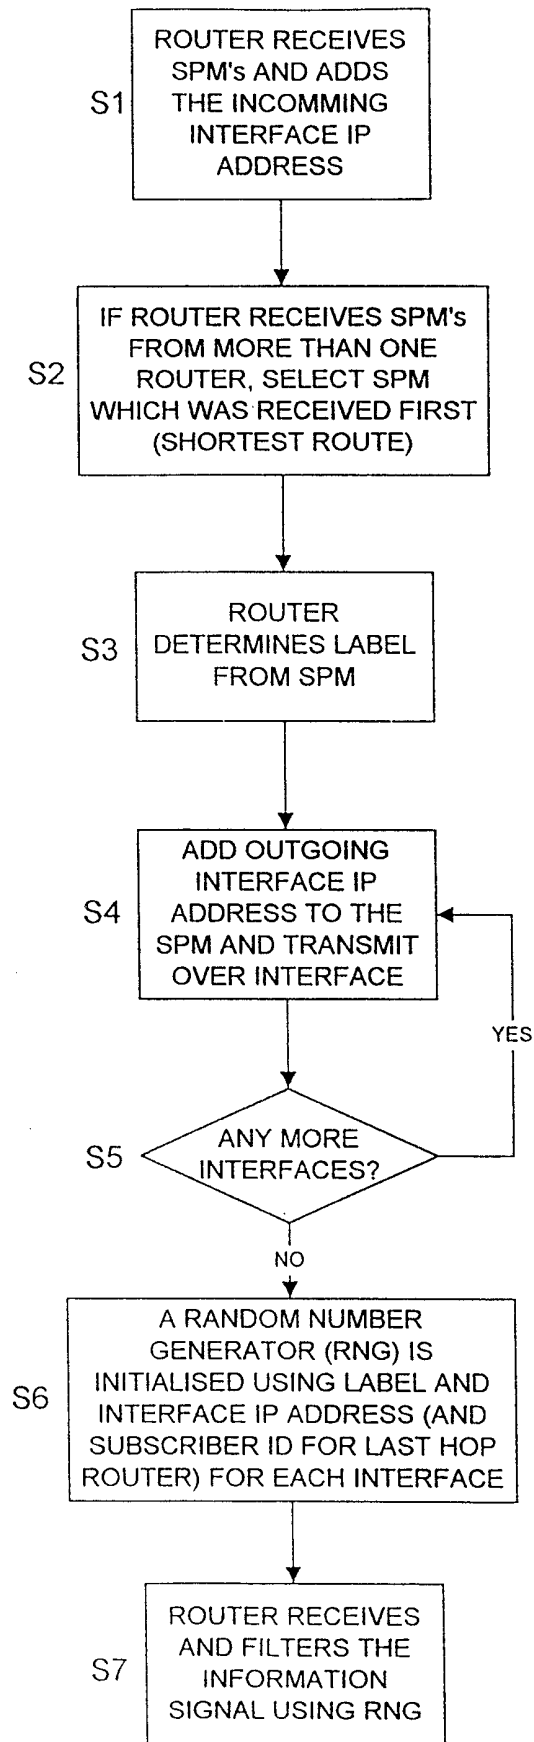 S1
ROUTER RECEIVES
SPM's AND ADDS
THE INCOMMING
INTERFACE IP
ADDRESS
S2
IF ROUTER RECEIVES SPM's
FROM MORE THAN ONE
ROUTER, SELECT SPM
WHICH WAS RECEIVED FIRST
(SHORTEST ROUTE)
S3
ROUTER
DETERMINES LABEL
FROM SPM
S4
ADD OUTGOING
INTERFACE IP
ADDRESS TO THE
SPM AND TRANSMIT
OVER INTERFACE
YES
S5
ANY MORE
INTERFACES?
NO
S6
A RANDOM NUMBER
GENERATOR (RNG) IS
INITIALISED USING LABEL AND
INTERFACE IP ADDRESS (AND
SUBSCRIBER ID FOR LAST HOP
ROUTER) FOR EACH INTERFACE
S7
ROUTER RECEIVES
AND FILTERS THE
INFORMATION
SIGNAL USING RNG